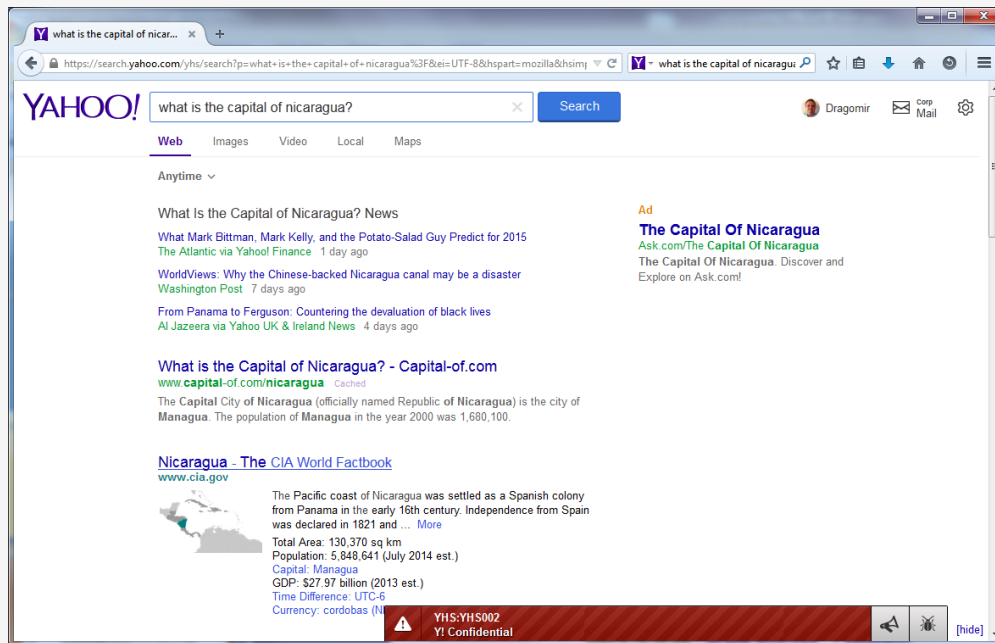 what is the capital of nicar...
https://search.yahoo.com/yhs/search?p=what+is+the+capital+of+nicaragua%3F&ei=UTF-8&hspart=mozilla&hsimp
what is the capital of nicaragua
YAHOO!
what is the capital of nicaragua?
Search
Dragomir
Corp
Mail
Web Images Video Local Maps
Anytime
What Is the Capital of Nicaragua? News
What Mark Bittman, Mark Kelly, and the Potato-Salad Guy Predict for 2015
The Atlantic via Yahoo! Finance 1 day ago
WorldViews: Why the Chinese-backed Nicaragua canal may be a disaster
Washington Post 7 days ago
From Panama to Ferguson: Countering the devaluation of black lives
Al Jazeera via Yahoo UK & Ireland News 4 days ago
Ad
The Capital Of Nicaragua
Ask.com/The Capital Of Nicaragua
The Capital Of Nicaragua. Discover and
Explore on Ask.com!
What is the Capital of Nicaragua? - Capital-of.com
www.capital-of.com/nicaragua Cached
The Capital City of Nicaragua (officially named Republic of Nicaragua) is the city of
Managua. The population of Managua in the year 2000 was 1,680,100.
Nicaragua - The CIA World Factbook
www.cia.gov
The Pacific coast of Nicaragua was settled as a Spanish colony
from Panama in the early 16th century. Independence from Spain
was declared in 1821 and ... More
Total Area: 130,370 sq km
Population: 5,848,641 (July 2014 est.)
Capital: Managua
GDP: $27.97 billion (2013 est.)
Time Difference: UTC-6
Currency: cordobas (N
YHS:YHS002
Y! Confidential
[hide]